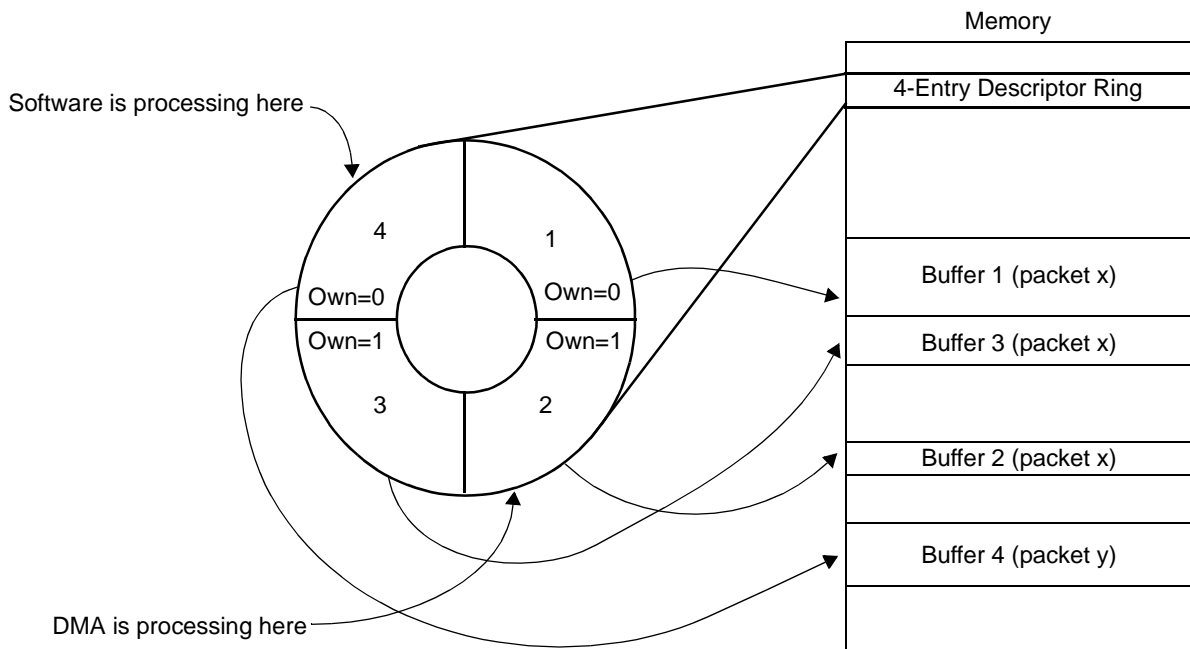 Memory
4-Entry Descriptor Ring
Software is processing here
4
1
Own=0
Own=0
Own=1
Own=1
3
2
Buffer 1 (packet x)
Buffer 3 (packet x)
Buffer 2 (packet x)
Buffer 4 (packet y)
DMA is processing here